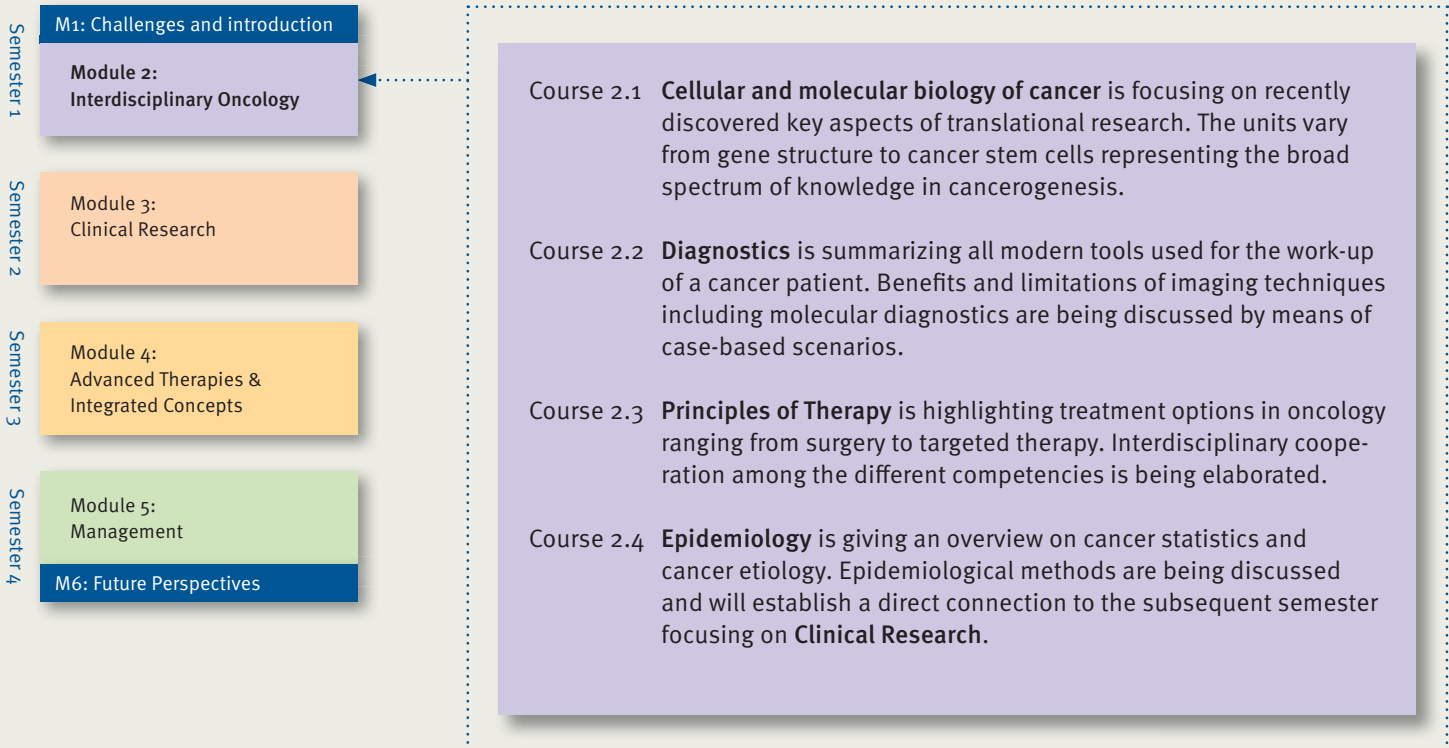 Semester 1
M1: Challenges and introduction
Module 2:
Interdisciplinary Oncology
Semester 2
Module 3:
Clinical Research
Semester 3
Module 4:
Advanced Therapies &
Integrated Concepts
Semester 4
Module 5:
Management
M6: Future Perspectives
Course 2.1 Cellular and molecular biology of cancer is focusing on recently
discovered key aspects of translational research. The units vary
from gene structure to cancer stem cells representing the broad
spectrum of knowledge in cancerogenesis.
Course 2.2 Diagnostics is summarizing all modern tools used for the work-up
of a cancer patient. Benefits and limitations of imaging techniques
including molecular diagnostics are being discussed by means of
case-based scenarios.
Course 2.3 Principles of Therapy is highlighting treatment options in oncology
ranging from surgery to targeted therapy. Interdisciplinary coope-
ration among the different competencies is being elaborated.
Course 2.4 Epidemiology is giving an overview on cancer statistics and
cancer etiology. Epidemiological methods are being discussed
and will establish a direct connection to the subsequent semester
focusing on Clinical Research.